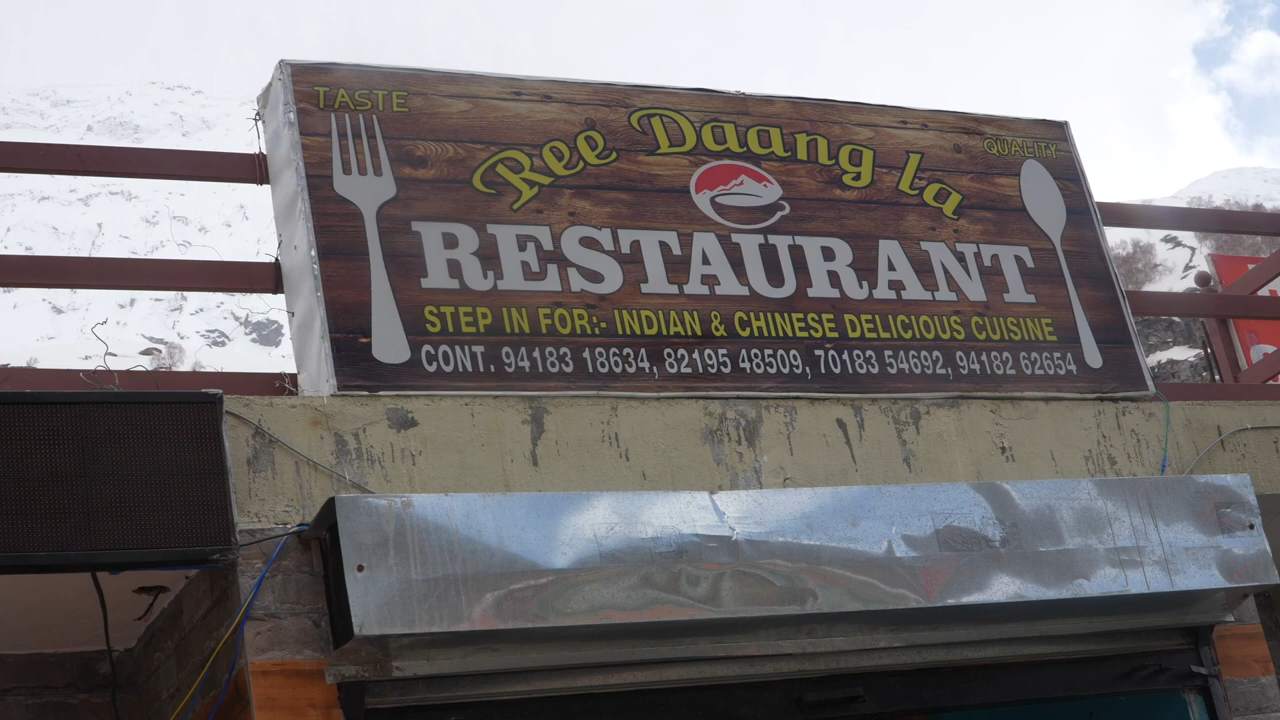 TASTE
QUALITY
Ree Daang la
RESTAURANT
STEP IN FOR:- INDIAN & CHINESE DELICIOUS CUISINE
CONT. 94183 18634, 82195 48509, 70183 54692, 94182 62654